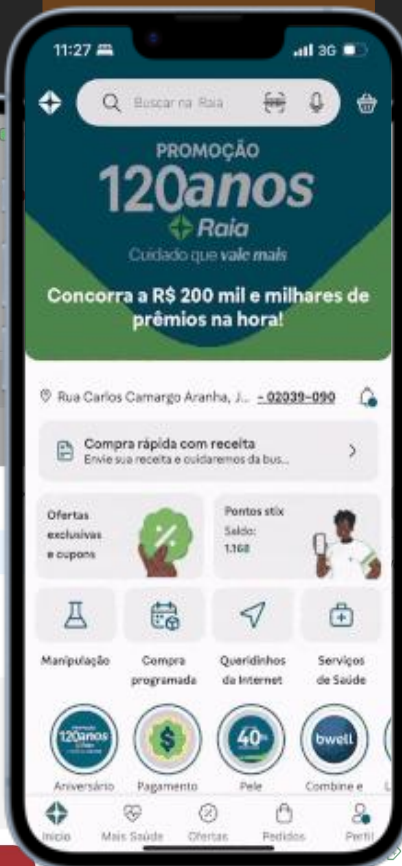 11:27
3G
Buscar na Raia
PROMOÇÃO
120anos
Raia
Cuidado que vale mais
Concorra a R$ 200 mil e milhares de
prêmios na hora!
Rua Carlos Camargo Aranha, J... - 02039-090
Compra rápida com receita
Envie sua receita e cuidaremos da bus...
Ofertas
exclusivas
e cupons
Pontos stix
Saldo:
1.168
Manipulação
Compra
programada
Queridinhos
da Internet
Serviços
de Saúde
PROMOÇÃO
120anos
Raia
40%
bwell
Aniversário
Pagamento
Pele
Combine e
L
Início
Mais Saúde
Ofertas
Pedidos
Perfil